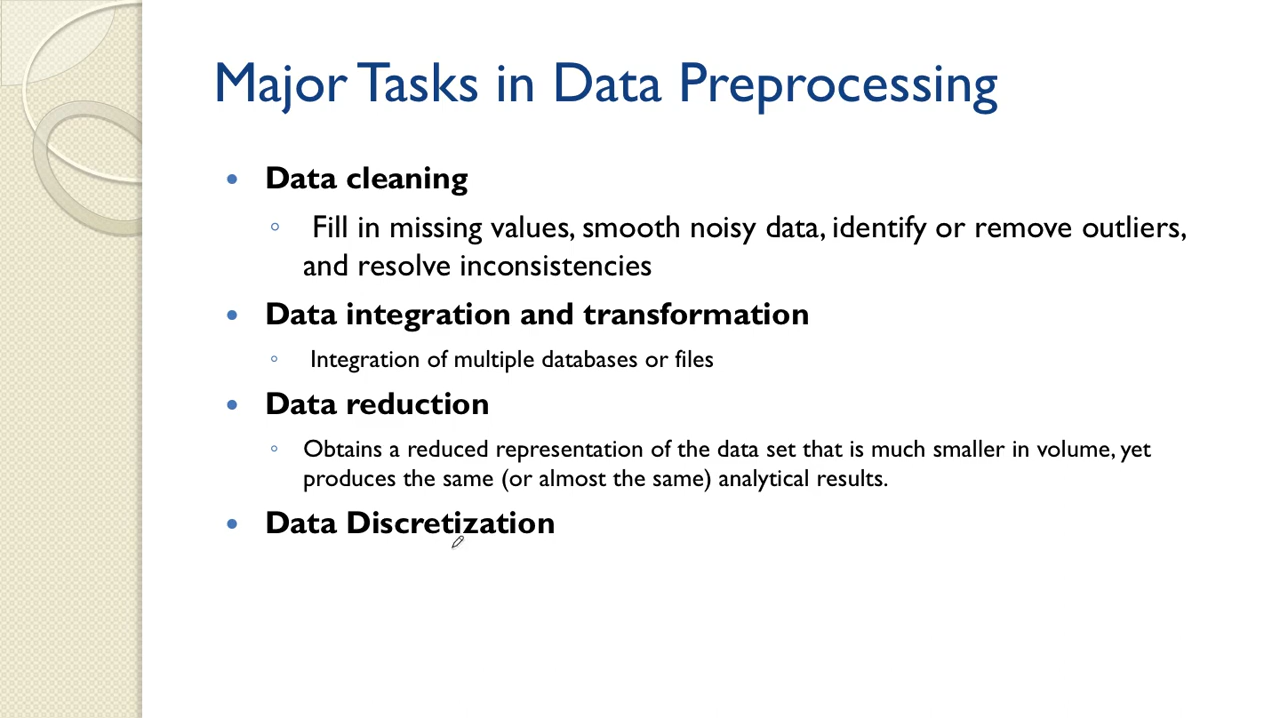 Major Tasks in Data Preprocessing
• Data cleaning
◦ Fill in missing values, smooth noisy data, identify or remove outliers,
and resolve inconsistencies
• Data integration and transformation
◦ Integration of multiple databases or files
• Data reduction
◦ Obtains a reduced representation of the data set that is much smaller in volume, yet
produces the same (or almost the same) analytical results.
• Data Discretization